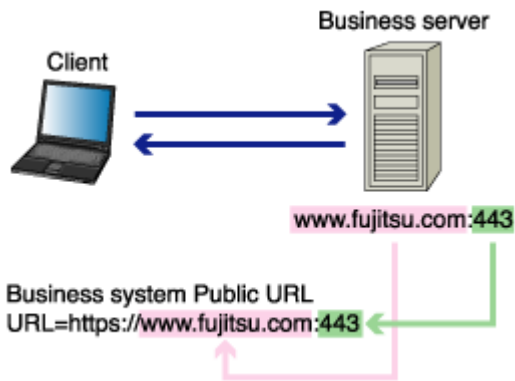 Business server
Client
www.fujitsu.com:443
Business system Public URL
URL=https://www.fujitsu.com:443